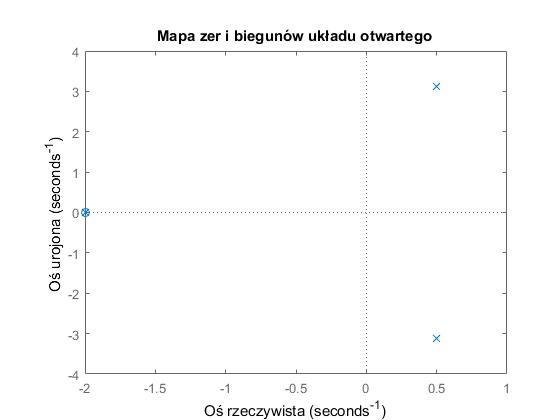 Mapa zer i biegunów układu otwartego
Oś urojona (seconds-1)
4
3
2
1
0
-1
-2
-3
-4
-2 -1.5 -1 -0.5 0 0.5 1
Oś rzeczywista (seconds-1)